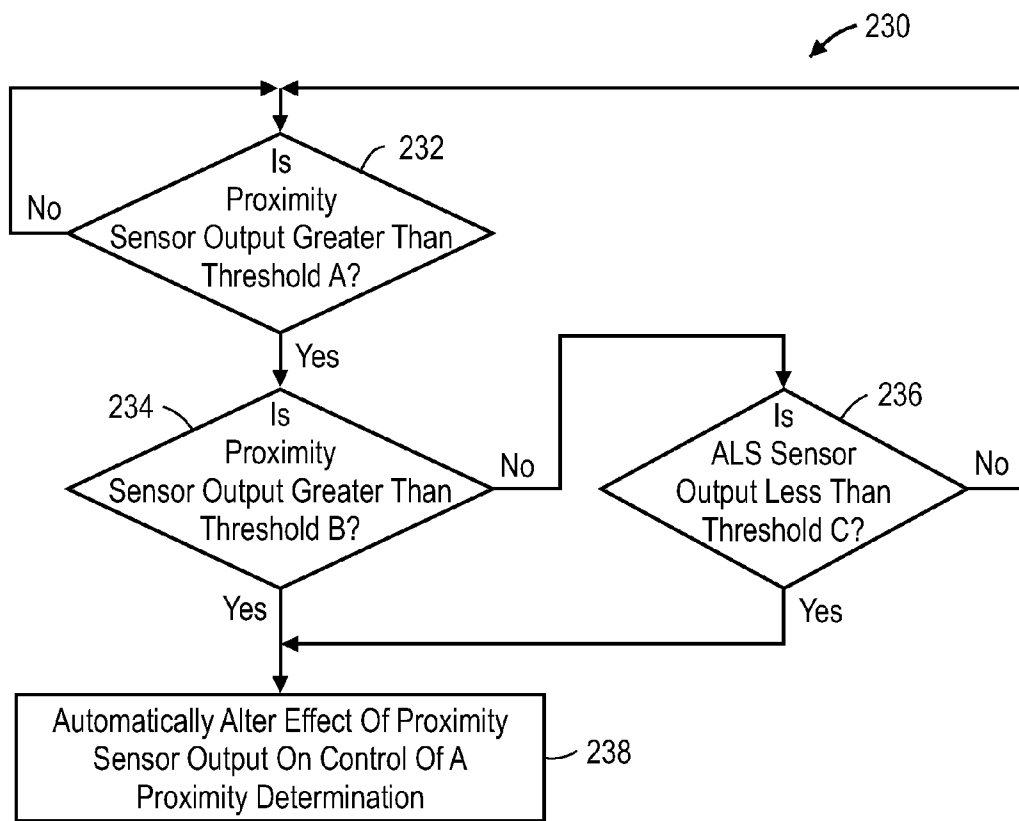 230
Is
Proximity
Sensor Output Greater Than
Threshold A?
232
No
Yes
Is
Proximity
Sensor Output Greater Than
Threshold B?
234
No
Yes
Is
ALS Sensor
Output Less Than
Threshold C?
236
No
Yes
Automatically Alter Effect Of Proximity
Sensor Output On Control Of A
Proximity Determination
238